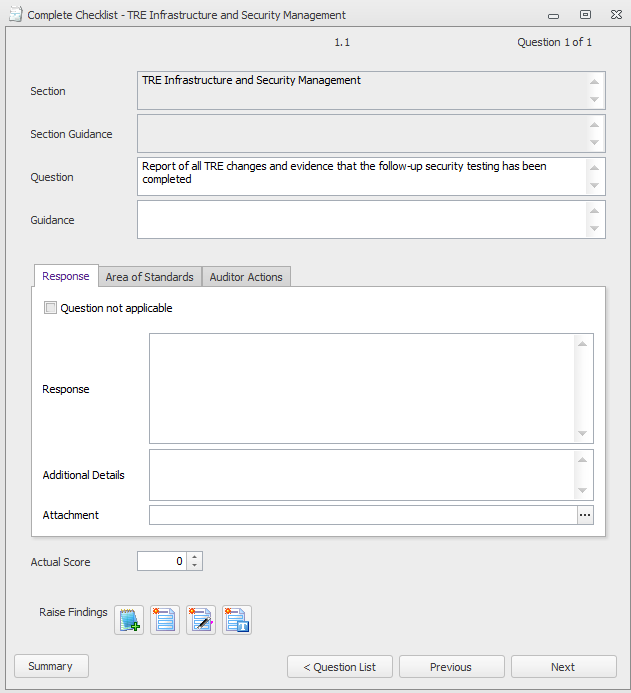 Complete Checklist - TRE Infrastructure and Security Management
1.1
Question 1 of 1
Section
TRE Infrastructure and Security Management
Section Guidance
Question
Report of all TRE changes and evidence that the follow-up security testing has been
completed
Guidance
Response
Area of Standards
Auditor Actions
Question not applicable
Response
Additional Details
Attachment
...
Actual Score
0
Raise Findings
T
Summary
< Question List
Previous
Next